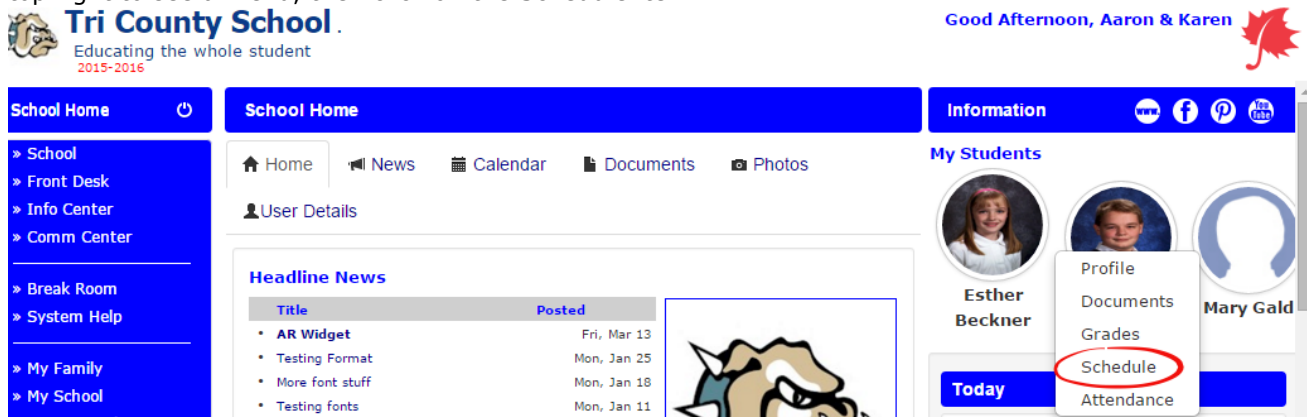 Tri County School .
Educating the whole student
2015-2016
Good Afternoon, Aaron & Karen
School Home
» School
» Front Desk
» Info Center
» Comm Center
» Break Room
» System Help
» My Family
» My School
School Home
Home News Calendar Documents Photos
User Details
Headline News
Title Posted
• AR Widget Fri, Mar 13
• Testing Format Mon, Jan 25
• More font stuff Mon, Jan 18
• Testing fonts Mon, Jan 11
Information www. f P You Tube
My Students
Esther
Beckner
Mary Gald
Profile
Documents
Grades
Schedule
Attendance
Today